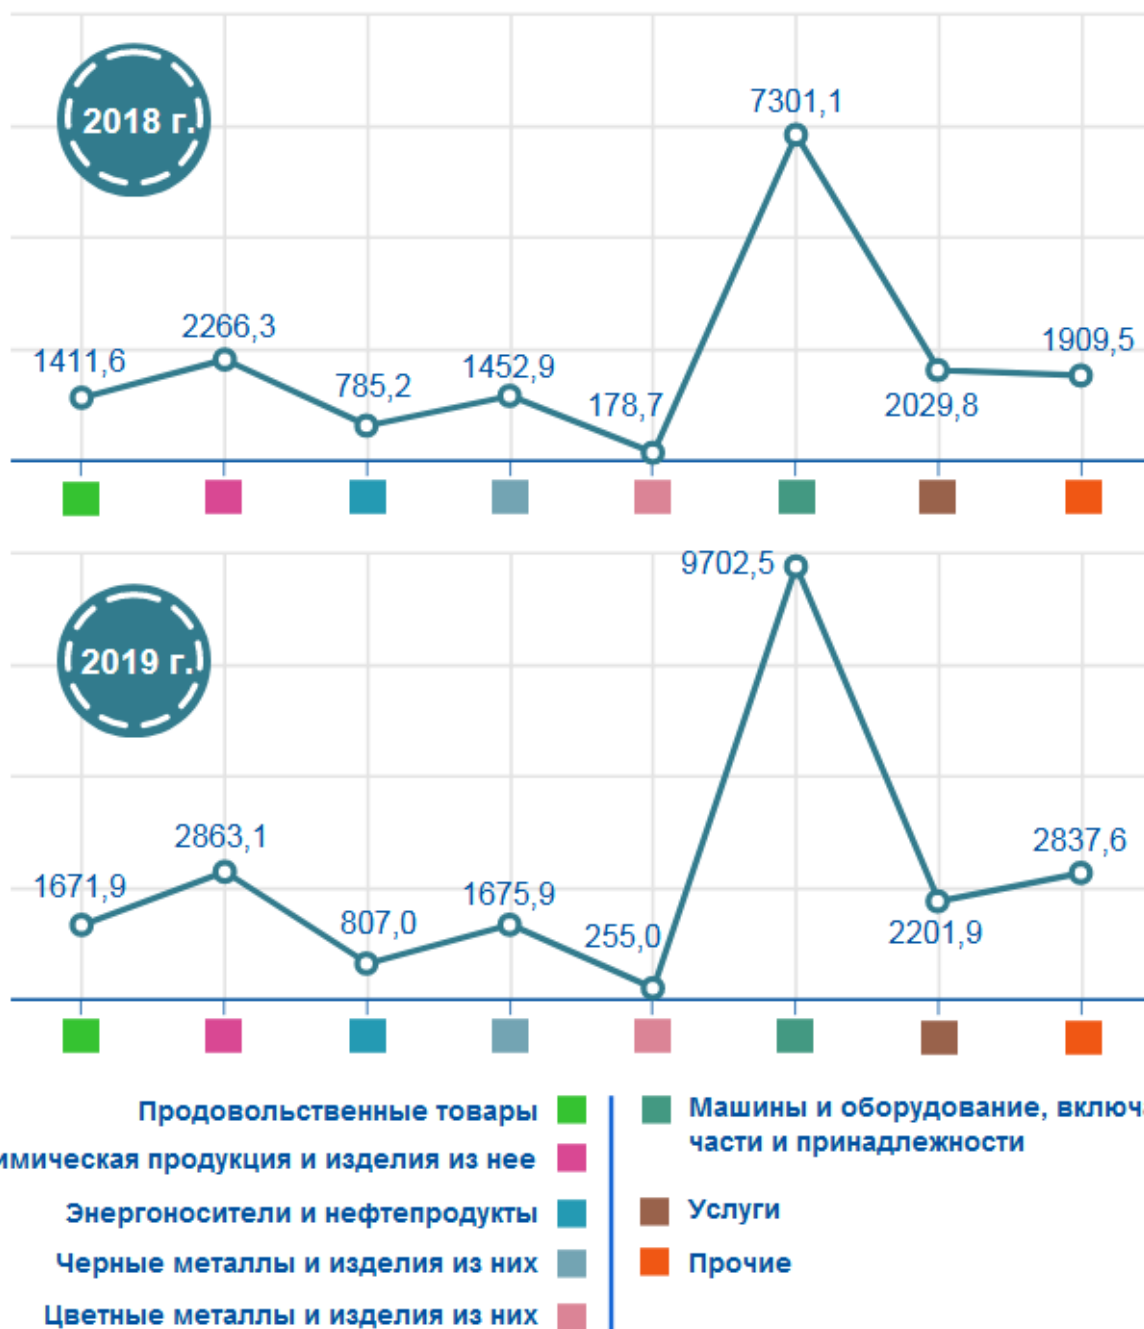 2018 г.
7301,1
1411,6
2266,3
785,2
1452,9
178,7
2029,8
1909,5
2019 г.
9702,5
1671,9
2863,1
807,0
1675,9
255,0
2201,9
2837,6
Продовольственные товары
имическая продукция и изделия из нее
Энергоносители и нефтепродукты
Черные металлы и изделия из них
Цветные металлы и изделия из них
Машины и оборудование, включа
части и принадлежности
Услуги
Прочие